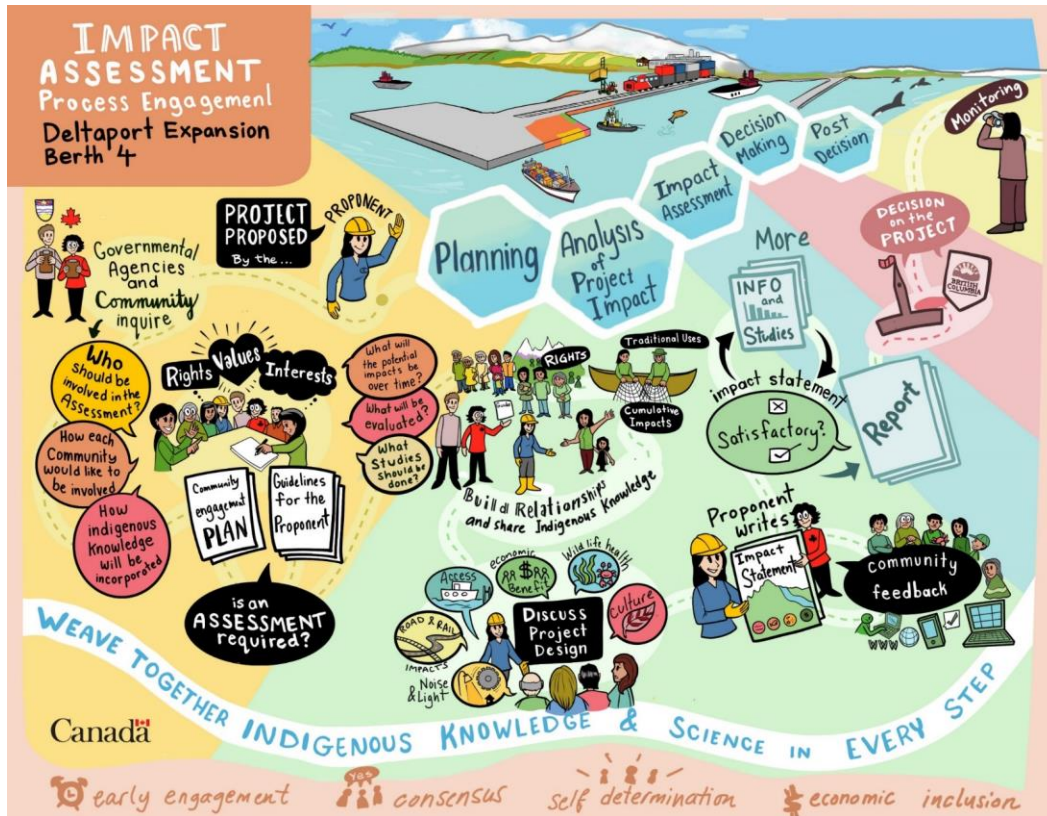 IMPACT
ASSESSMENT
Process Engagement
Deltaport Expansion
Berth 4
Planning
Analysis
of
Project
Impact
Impact
Assessment
Decision
Making
Post
Decision
Monitoring
PROJECT
PROPOSED
By the ...
PROPONENT
Governmental
Agencies
and
Community
inquire
Who
should be
involved in the
Assessment?
How each
Community
would like to
be involved
How
indigenous
Knowledge
will be
incorporated
Rights
Values
Interests
Community
engagement
PLAN
Guidelines
for the
Proponent
is an
ASSESSMENT
required?
What will
the potential
impacts be
over time?
What will be
evaluated?
What
Studies
should be
done?
RIGHTS
Traditional Uses
Cumulative
Impacts
Build Relationships
and share Indigenous Knowledge
Access
economic
$
Benefit
Wild life health
culture
ROAD & RAIL
IMPACTS
Noise
& Light
DISCUSS
Project
Design
More
INFO
and
Studies
impact statement
Satisfactory?
Report
DECISION
on the
PROJECT
BRITISH
COLUMBIA
Proponent
writes
Impact
Statement
community
feedback
WWW
WEAVE TOGETHER INDIGENOUS KNOWLEDGE & SCIENCE IN EVERY STEP
Canada
early engagement
Yes
consensus
self determination
$ economic inclusion